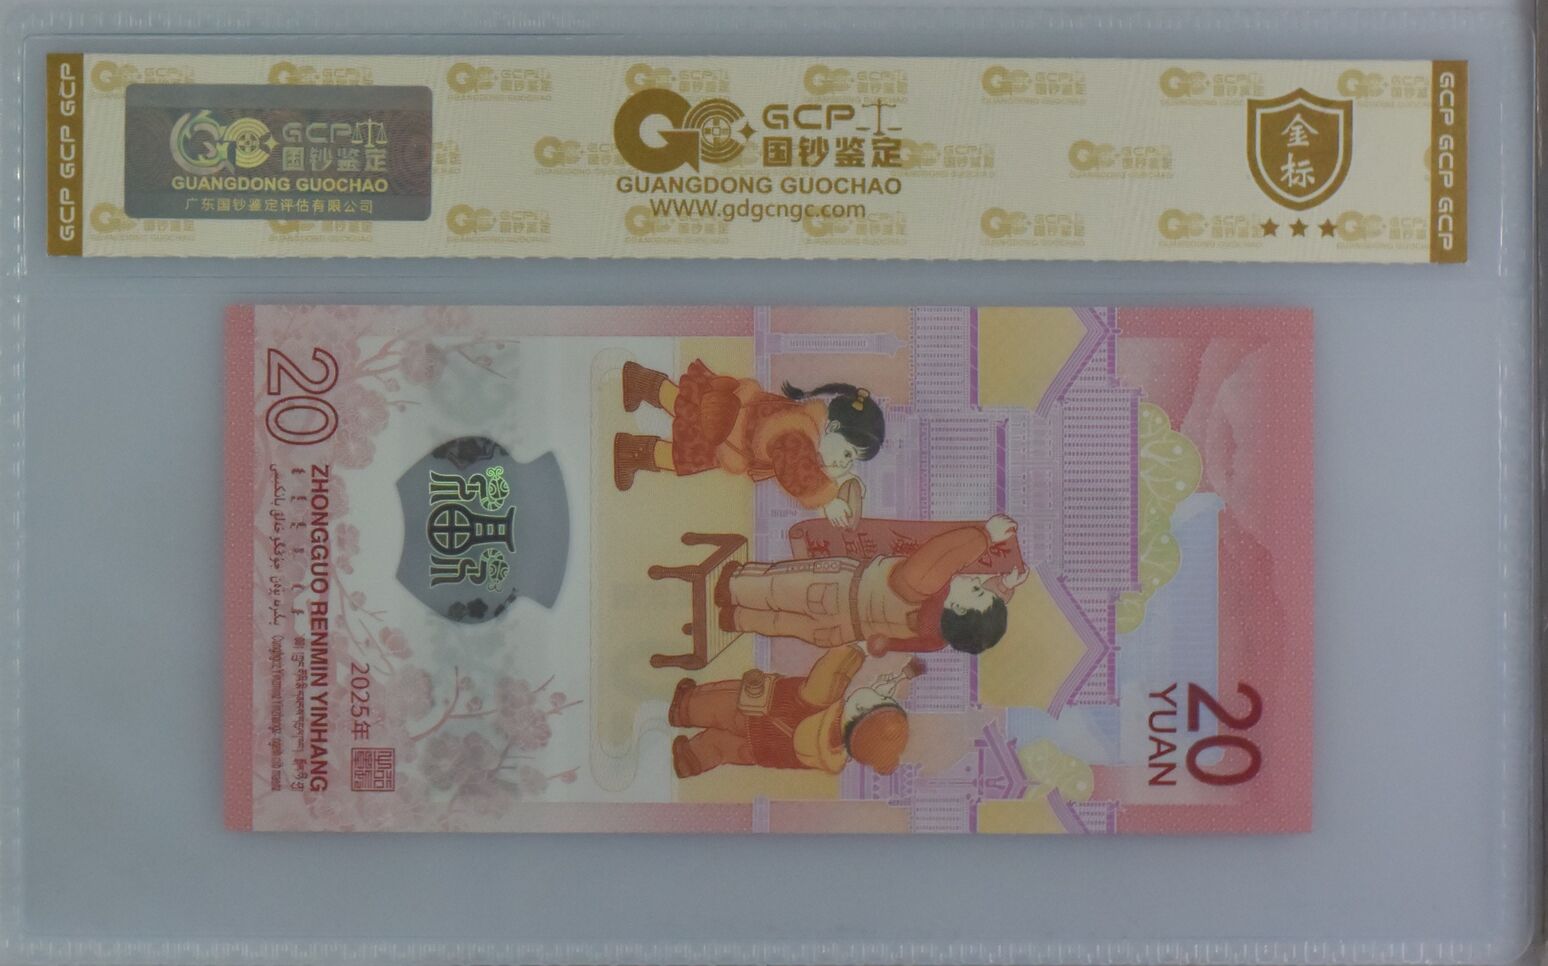 GCP GCP GCP
GCP 国钞鉴定
GUANGDONG GUOCHAO
广东国钞鉴定评估有限公司
GCP 国钞鉴定
GUANGDONG GUOCHAO
WWW.gdgcngc.com
金标
GCP GCP GCP
20
ZHONGGUO RENMIN YINHANG
2025年
20
YUAN